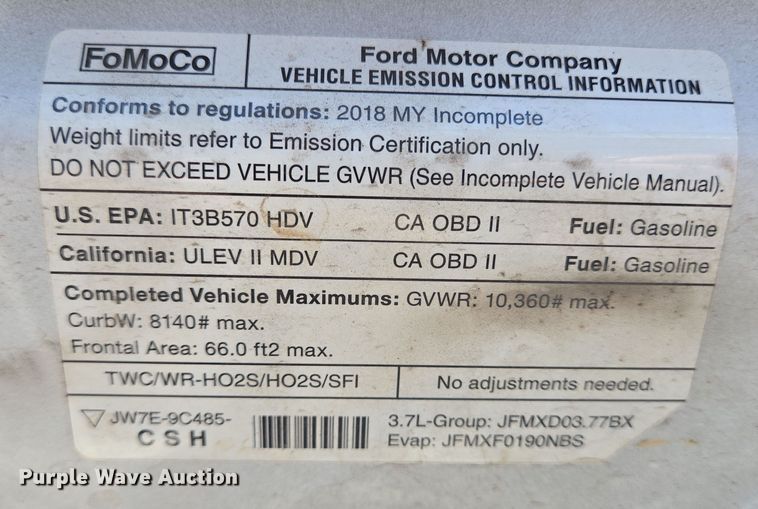 FoMoCo
Ford Motor Company
VEHICLE EMISSION CONTROL INFORMATION
Conforms to regulations: 2018 MY Incomplete
Weight limits refer to Emission Certification only.
DO NOT EXCEED VEHICLE GVWR (See Incomplete Vehicle Manual).
U.S. EPA: IT3B570 HDV CA OBD II Fuel: Gasoline
California: ULEV II MDV CA OBD II Fuel: Gasoline
Completed Vehicle Maximums: GVWR: 10,360# max.
CurbW: 8140# max.
Frontal Area: 66.0 ft2 max.
TWC/WR-HO2S/HO2S/SFI No adjustments needed.
JW7E-9C485-
C S H
3.7L-Group: JFMXD03.77BX
Evap: JFMXF0190NBS
Purple Wave Auction